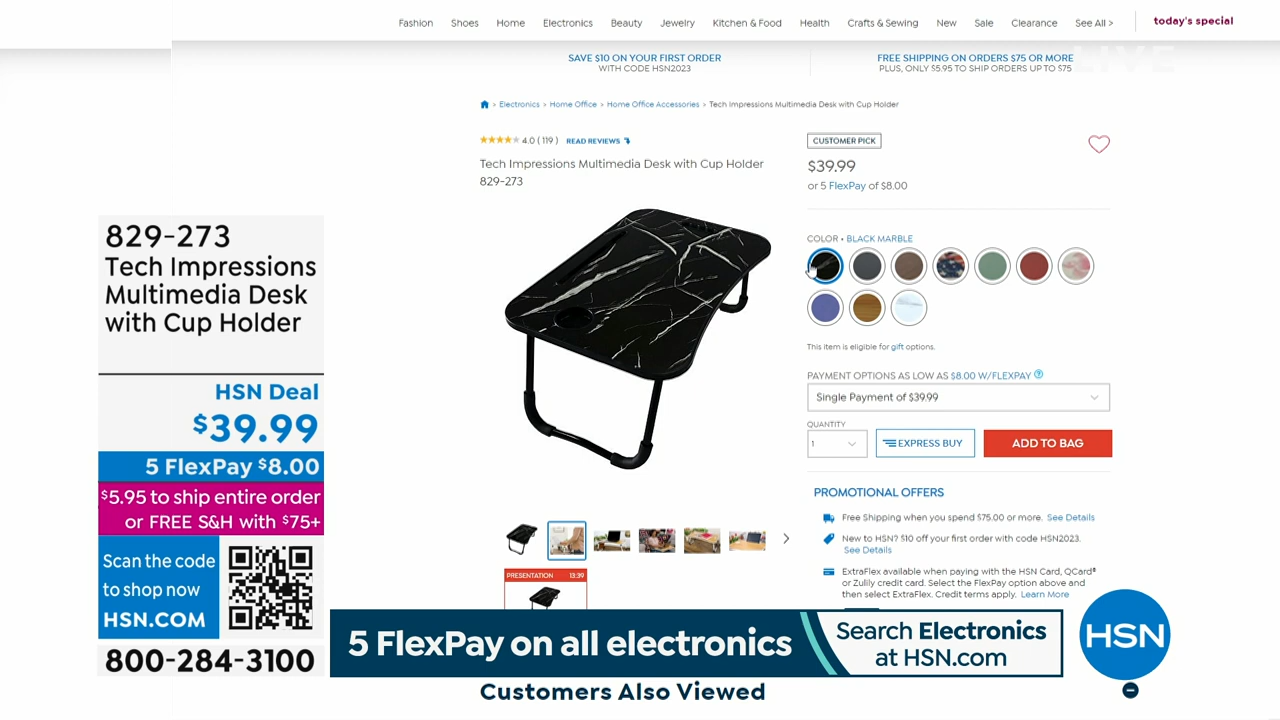 Fashion Shoes Home Electronics Beauty Jewelry Kitchen & Food Health Crafts & Sewing New Sale Clearance See All > today's special
SAVE $10 ON YOUR FIRST ORDER
WITH CODE HSN2023
FREE SHIPPING ON ORDERS $75 OR MORE
PLUS, ONLY $5.95 TO SHIP ORDERS UP TO $75
LIVE
> Electronics > Home Office > Home Office Accessories > Tech Impressions Multimedia Desk with Cup Holder
4.0 (119) READ REVIEWS
Tech Impressions Multimedia Desk with Cup Holder
829-273
CUSTOMER PICK
$39.99
or 5 FlexPay of $8.00
COLOR • BLACK MARBLE
This item is eligible for gift options.
PAYMENT OPTIONS AS LOW AS $8.00 W/FLEXPAY ?
Single Payment of $39.99
QUANTITY
1
EXPRESS BUY
ADD TO BAG
PROMOTIONAL OFFERS
Free Shipping when you spend $75.00 or more. See Details
New to HSN? $10 off your first order with code HSN2023.
See Details
ExtraFlex available when paying with the HSN Card, QCard®
or Zulily credit card. Select the FlexPay option above and
then select ExtraFlex. Credit terms apply. Learn More
PRESENTATION 13:39
829-273
Tech Impressions
Multimedia Desk
with Cup Holder
HSN Deal
$39.99
5 FlexPay $8.00
$5.95 to ship entire order
or FREE S&H with $75+
Scan the code
to shop now
HSN.COM
800-284-3100
5 FlexPay on all electronics
Search Electronics
at HSN.com
HSN
Customers Also Viewed